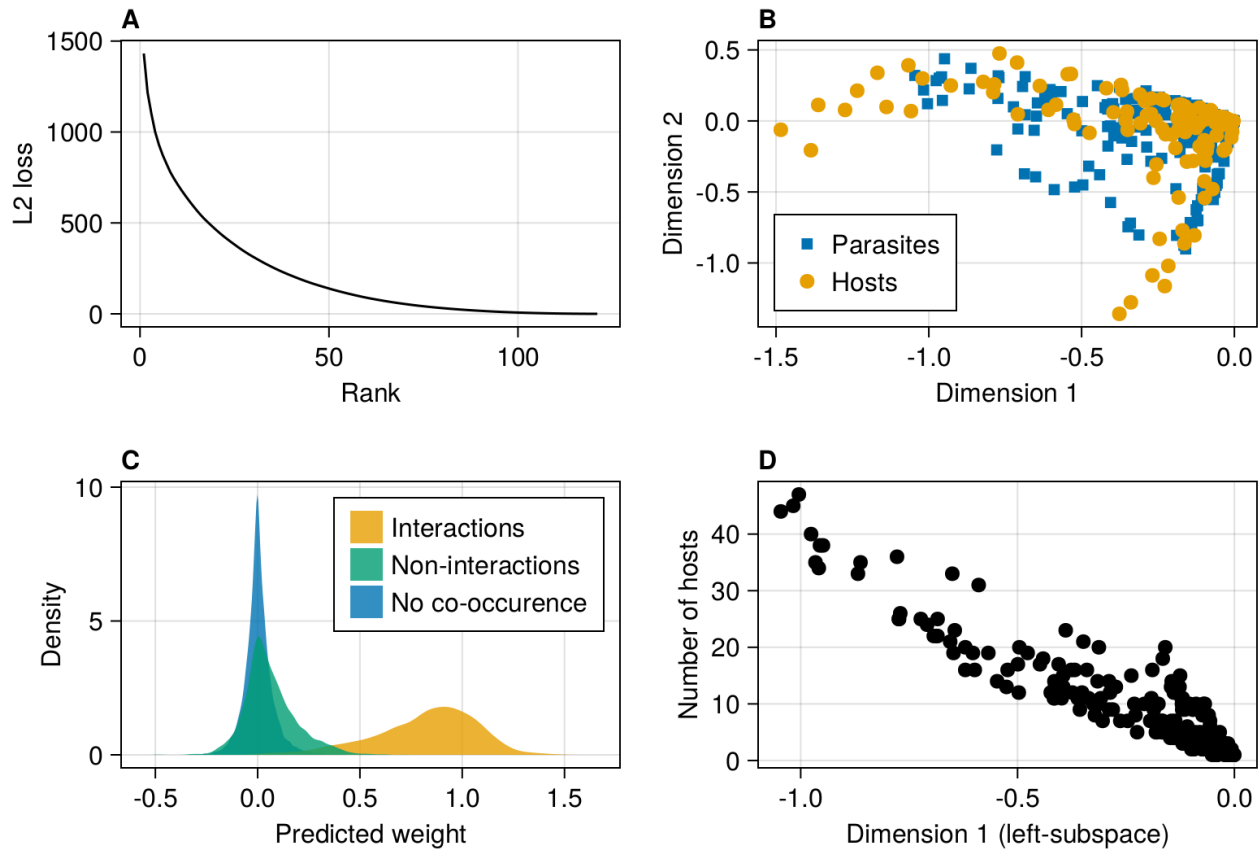 A
1500
1000
500
0
L2 loss
0
50
100
Rank
B
0.5
0.0
-0.5
-1.0
Dimension 2
Parasites
Hosts
-1.5
-1.0
-0.5
0.0
Dimension 1
C
10
5
0
Density
Interactions
Non-interactions
No co-occurence
-0.5
0.0
0.5
1.0
1.5
Predicted weight
D
40
30
20
10
0
Number of hosts
-1.0
-0.5
0.0
Dimension 1 (left-subspace)